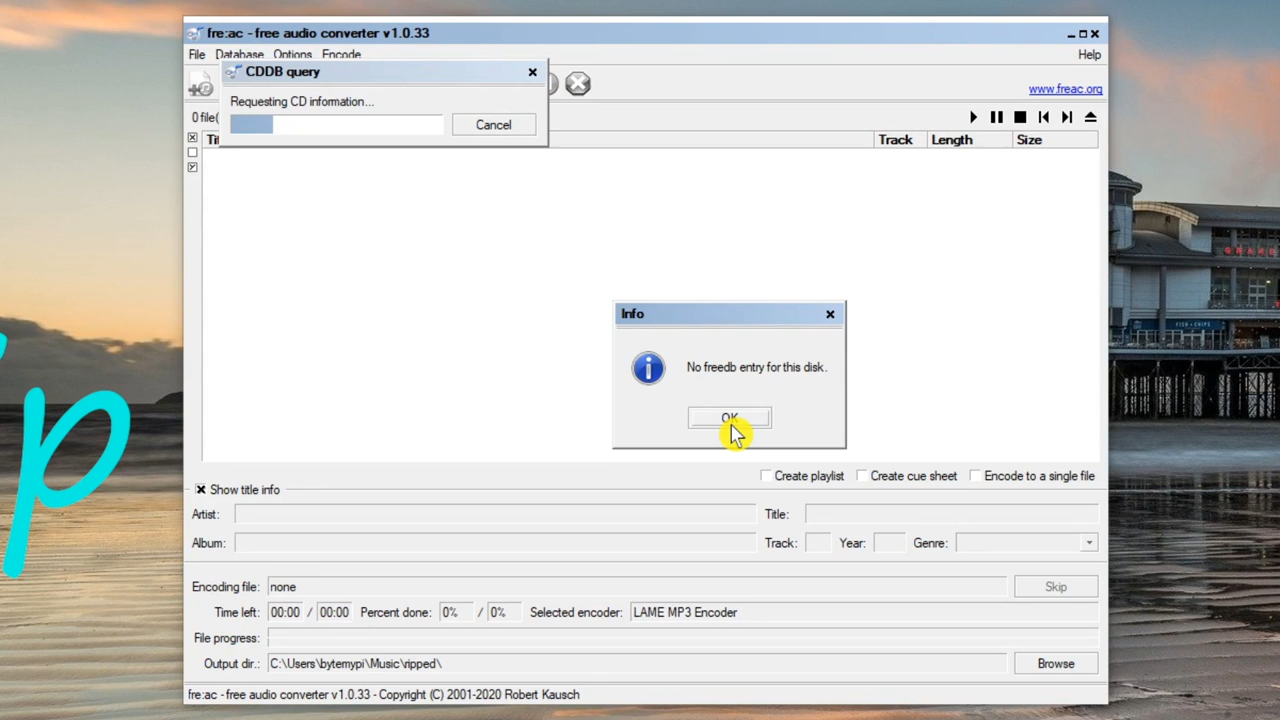 fre:ac - free audio converter v1.0.33
File Database Options Encode Help
CDDB query
Requesting CD information...
Cancel
www.freac.org
0 file(
Track Length Size
Info
No freedb entry for this disk.
OK
Create playlist Create cue sheet Encode to a single file
Show title info
Artist: Title:
Album: Track: Year: Genre:
Encoding file: none Skip
Time left: 00:00 / 00:00 Percent done: 0% / 0% Selected encoder: LAME MP3 Encoder
File progress:
Output dir.: C:\Users\bytemypi\Music\ripped\ Browse
fre:ac - free audio converter v1.0.33 - Copyright (C) 2001-2020 Robert Kausch
FISH & CHIPS
p